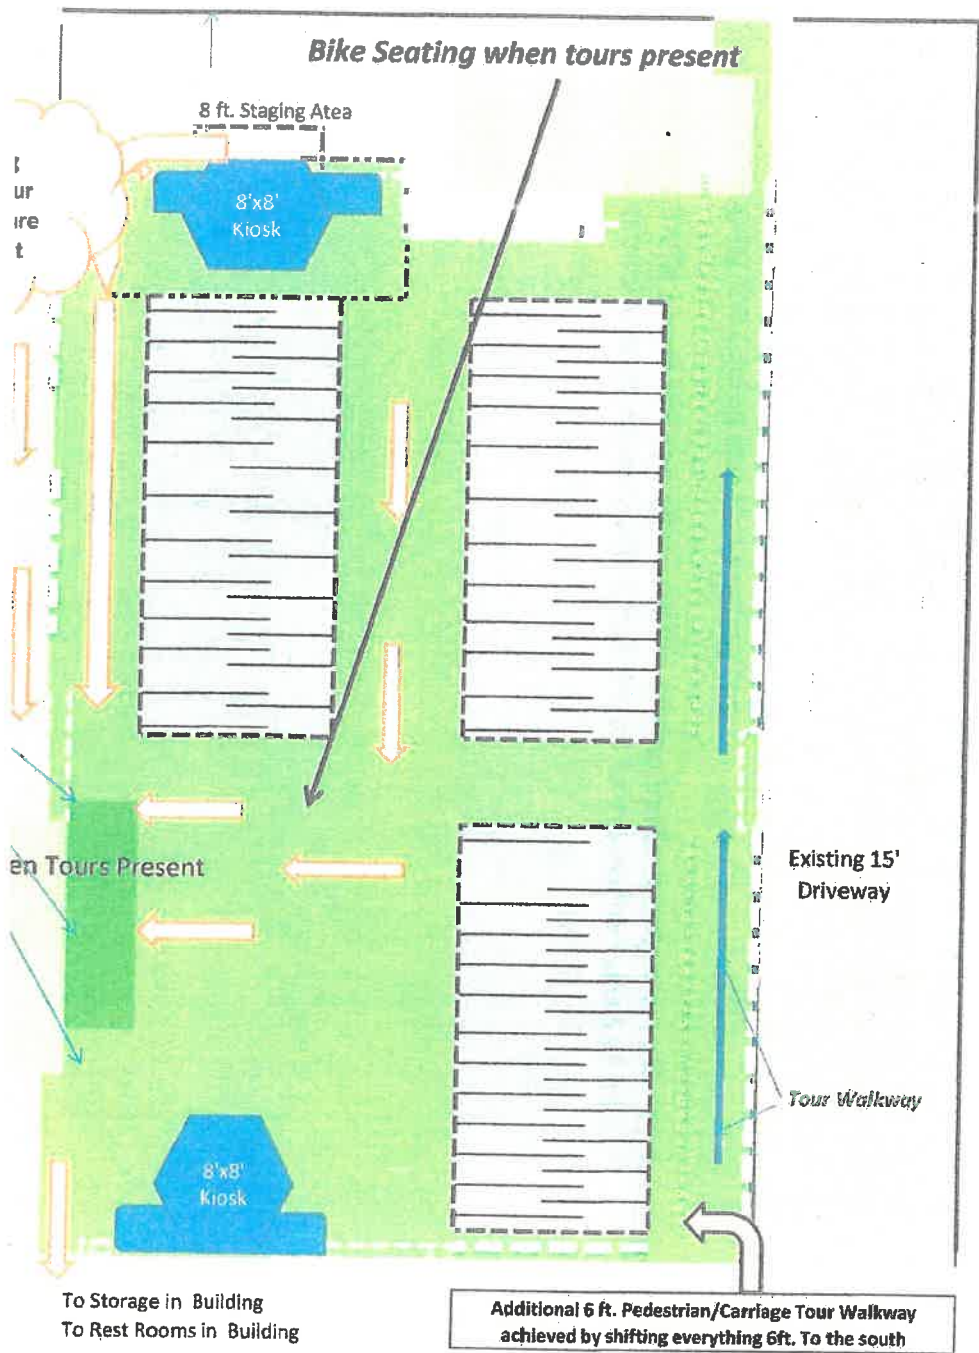 Bike Seating when tours present
8 ft. Staging Atea
ur
ire
t
8'x8'
Kiosk
en Tours Present
Existing 15'
Driveway
Tour Walkway
8'x8'
Kiosk
To Storage in Building
To Rest Rooms in Building
Additional 6 ft. Pedestrian/Carriage Tour Walkway
achieved by shifting everything 6ft. To the south